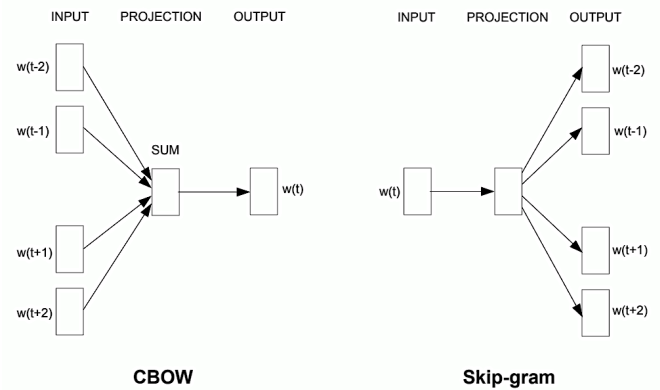 INPUT PROJECTION OUTPUT
w(t-2)
w(t-1)
SUM
w(t)
w(t+1)
w(t+2)
CBOW
INPUT PROJECTION OUTPUT
w(t-2)
w(t-1)
w(t)
w(t+1)
w(t+2)
Skip-gram